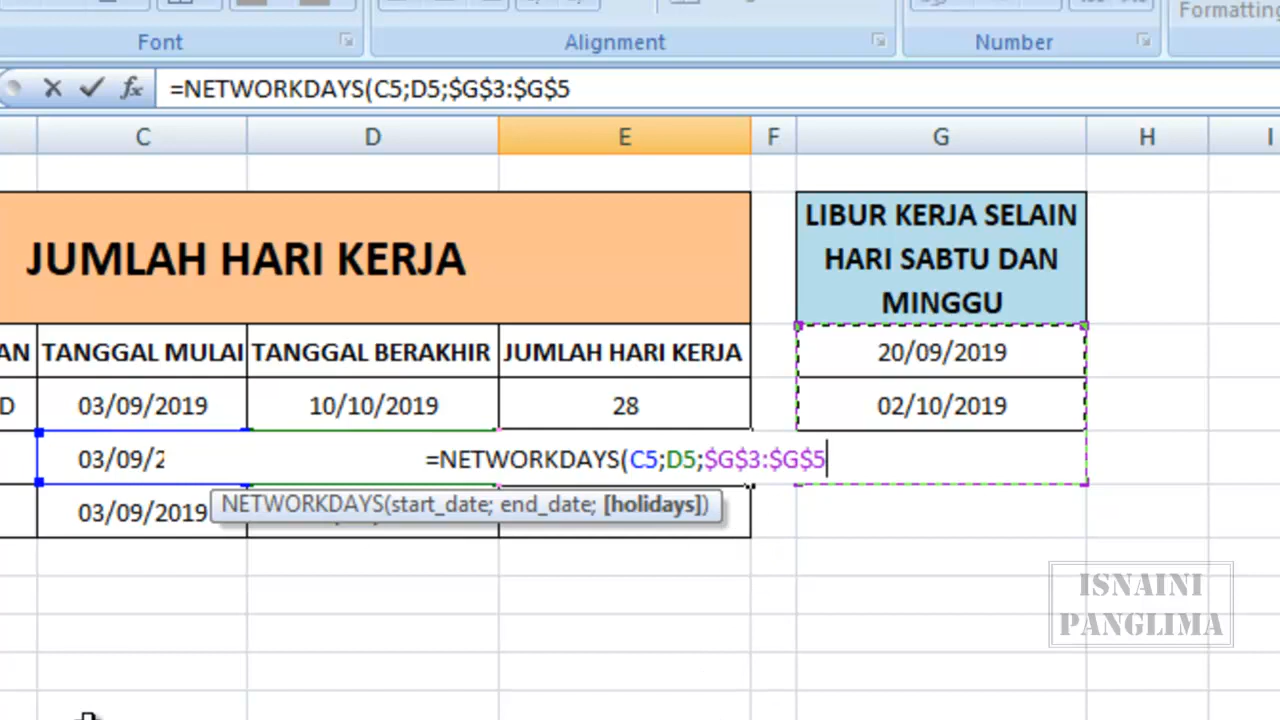 Formatting
Font
Alignment
Number
=NETWORKDAYS(C5;D5;$G$3:$G$5
C
D
E
F
G
H
I
JUMLAH HARI KERJA
LIBUR KERJA SELAIN
HARI SABTU DAN
MINGGU
AN
TANGGAL MULAI
TANGGAL BERAKHIR
JUMLAH HARI KERJA
20/09/2019
D
03/09/2019
10/10/2019
28
02/10/2019
03/09/2
=NETWORKDAYS(C5;D5;$G$3:$G$5
NETWORKDAYS(start_date; end_date; [holidays])
03/09/2019
ISNAINI
PANGLIMA